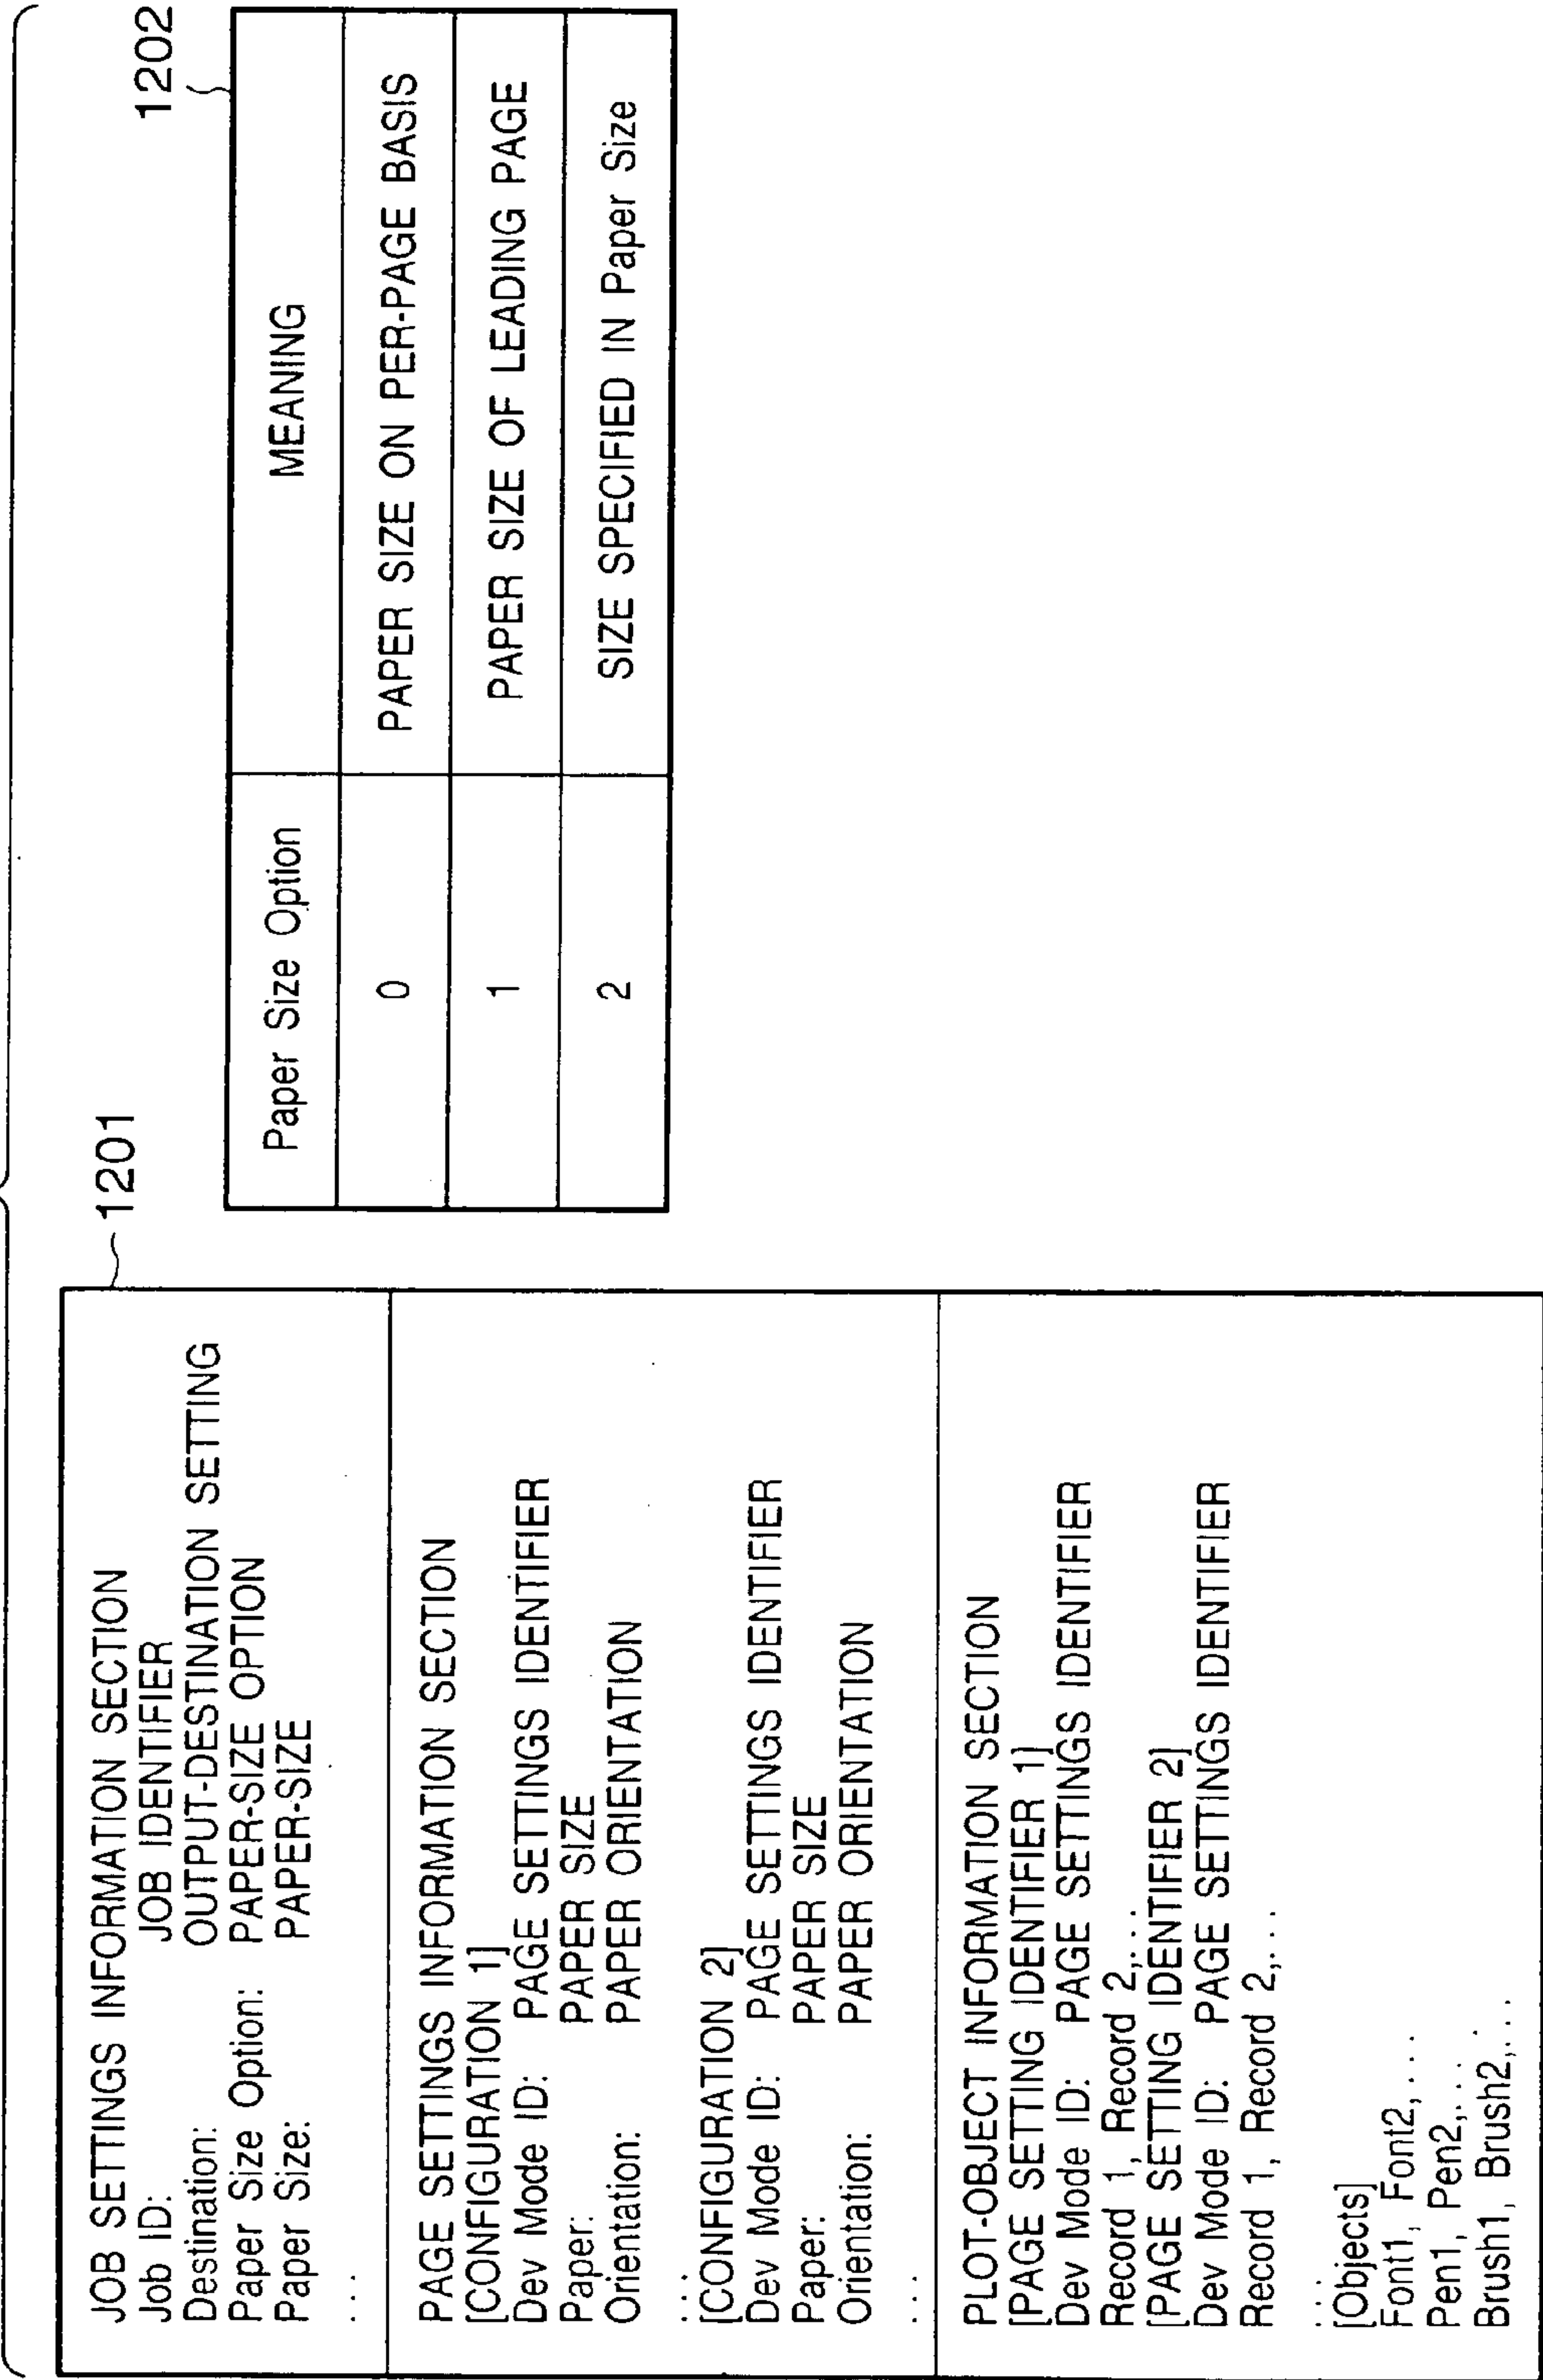 1201
JOB SETTINGS INFORMATION SECTION
Job ID: JOB IDENTIFIER
Destination: OUTPUT-DESTINATION SETTING
Paper Size Option: PAPER-SIZE OPTION
Paper Size: PAPER-SIZE
...
PAGE SETTINGS INFORMATION SECTION
[CONFIGURATION 1]
Dev Mode ID: PAGE SETTINGS IDENTIFIER
Paper: PAPER SIZE
Orientation: PAPER ORIENTATION
...
[CONFIGURATION 2]
Dev Mode ID: PAGE SETTINGS IDENTIFIER
Paper: PAPER SIZE
Orientation: PAPER ORIENTATION
...
PLOT-OBJECT INFORMATION SECTION
[PAGE SETTING IDENTIFIER 1]
Dev Mode ID: PAGE SETTINGS IDENTIFIER
Record 1, Record 2,...
[PAGE SETTING IDENTIFIER 2]
Dev Mode ID: PAGE SETTINGS IDENTIFIER
Record 1, Record 2,...
...
[Objects]
Font1, Font2,...
Pen1, Pen2,...
Brush1, Brush2,...
1202
Paper Size Option MEANING
0 PAPER SIZE ON PER-PAGE BASIS
1 PAPER SIZE OF LEADING PAGE
2 SIZE SPECIFIED IN Paper Size